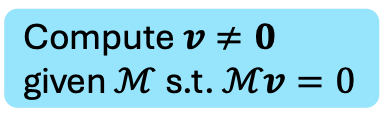 Compute 𝒗 ≠ 𝟎
given ℳ s.t. ℳ𝒗 = 0